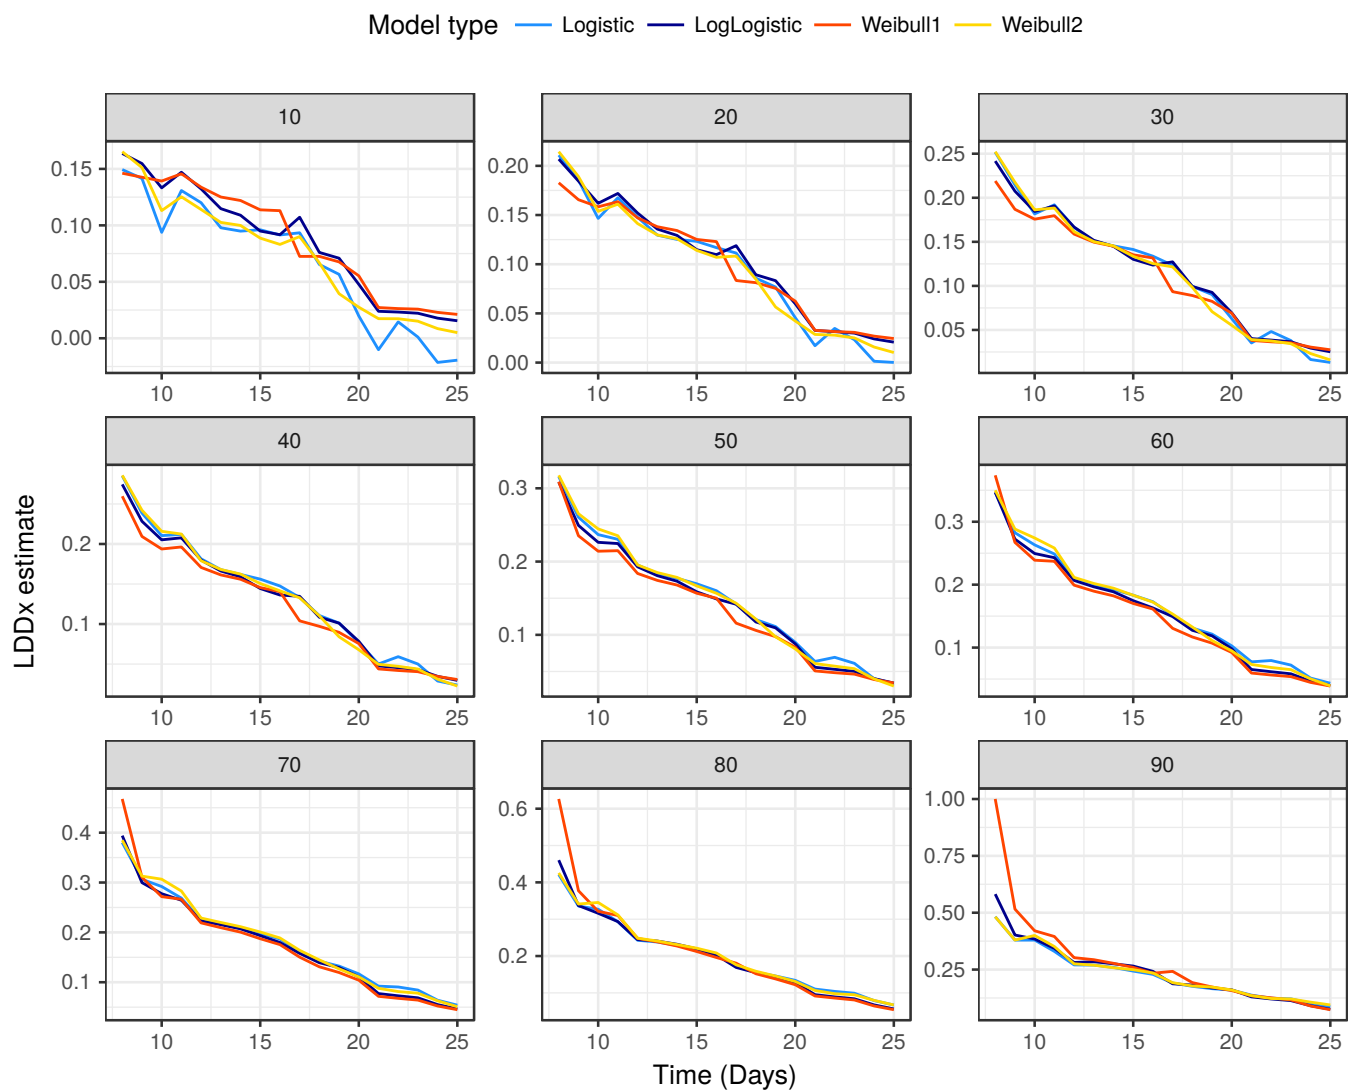 Model type Logistic LogLogistic Weibull1 Weibull2
10 20 30
0.15 0.10 0.05 0.00
0.20 0.15 0.10 0.05 0.00
0.25 0.20 0.15 0.10 0.05
10 15 20 25 10 15 20 25 10 15 20 25
40 50 60
0.2 0.1
0.3 0.2 0.1
0.3 0.2 0.1
10 15 20 25 10 15 20 25 10 15 20 25
70 80 90
0.4 0.3 0.2 0.1
0.6 0.4 0.2
1.00 0.75 0.50 0.25
10 15 20 25 10 15 20 25 10 15 20 25
LDDx estimate
Time (Days)